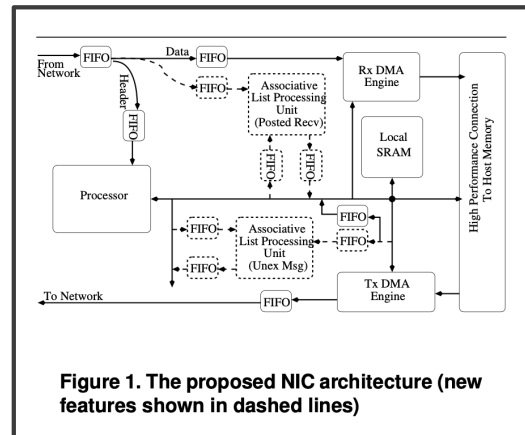 From
Network
FIFO
Data
FIFO
Header
FIFO
FIFO
Associative
List Processing
Unit
(Posted Recv)
Rx DMA
Engine
High Performance Connection
To Host Memory
FIFO
FIFO
Local
SRAM
Processor
FIFO
FIFO
FIFO
Associative
List Processing
Unit
(Unex Msg)
FIFO
To Network
FIFO
Tx DMA
Engine
Figure 1. The proposed NIC architecture (new
features shown in dashed lines)